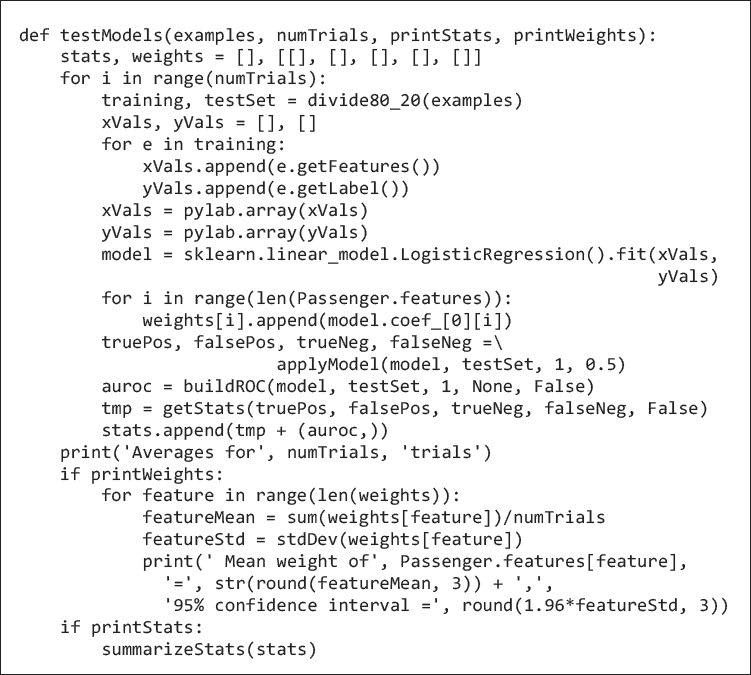 def testModels(examples, numTrials, printStats, printWeights):
    stats, weights = [], [[], [], [], [], []]
    for i in range(numTrials):
        training, testSet = divide80_20(examples)
        xVals, yVals = [], []
        for e in training:
            xVals.append(e.getFeatures())
            yVals.append(e.getLabel())
        xVals = pylab.array(xVals)
        yVals = pylab.array(yVals)
        model = sklearn.linear_model.LogisticRegression().fit(xVals,
                                                              yVals)
        for i in range(len(Passenger.features)):
            weights[i].append(model.coef_[0][i])
        truePos, falsePos, trueNeg, falseNeg =\
                         applyModel(model, testSet, 1, 0.5)
        auroc = buildROC(model, testSet, 1, None, False)
        tmp = getStats(truePos, falsePos, trueNeg, falseNeg, False)
        stats.append(tmp + (auroc,))
    print('Averages for', numTrials, 'trials')
    if printWeights:
        for feature in range(len(weights)):
            featureMean = sum(weights[feature])/numTrials
            featureStd = stdDev(weights[feature])
            print(' Mean weight of', Passenger.features[feature],
              '=', str(round(featureMean, 3)) + ',',
              '95% confidence interval =', round(1.96*featureStd, 3))
    if printStats:
        summarizeStats(stats)